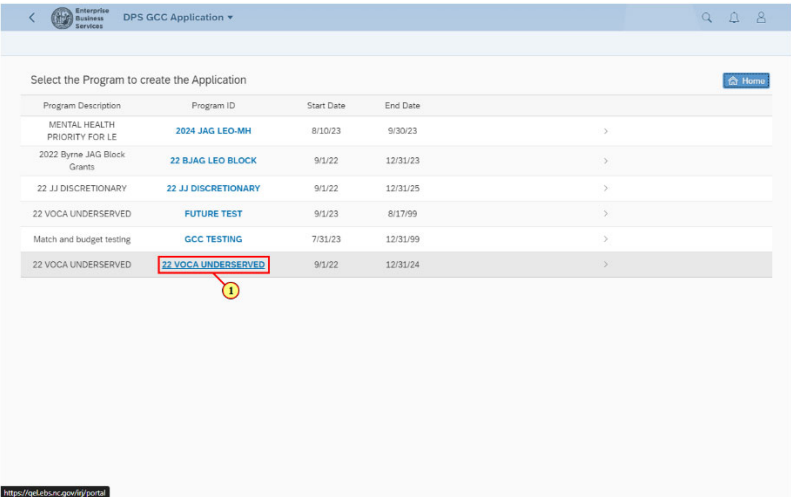 Enterprise
Business
Services
DPS GCC Application
Select the Program to create the Application
Home
Program Description Program ID Start Date End Date
MENTAL HEALTH
PRIORITY FOR LE
2024 JAG LEO-MH 8/10/23 9/30/23
2022 Byrne JAG Block
Grants
22 BJAG LEO BLOCK 9/1/22 12/31/23
22 JJ DISCRETIONARY 22 JJ DISCRETIONARY 9/1/22 12/31/25
22 VOCA UNDERSERVED FUTURE TEST 9/1/23 8/17/99
Match and budget testing GCC TESTING 7/31/23 12/31/99
22 VOCA UNDERSERVED 22 VOCA UNDERSERVED 9/1/22 12/31/24
1
https://qel.ebs.nc.gov/irj/portal